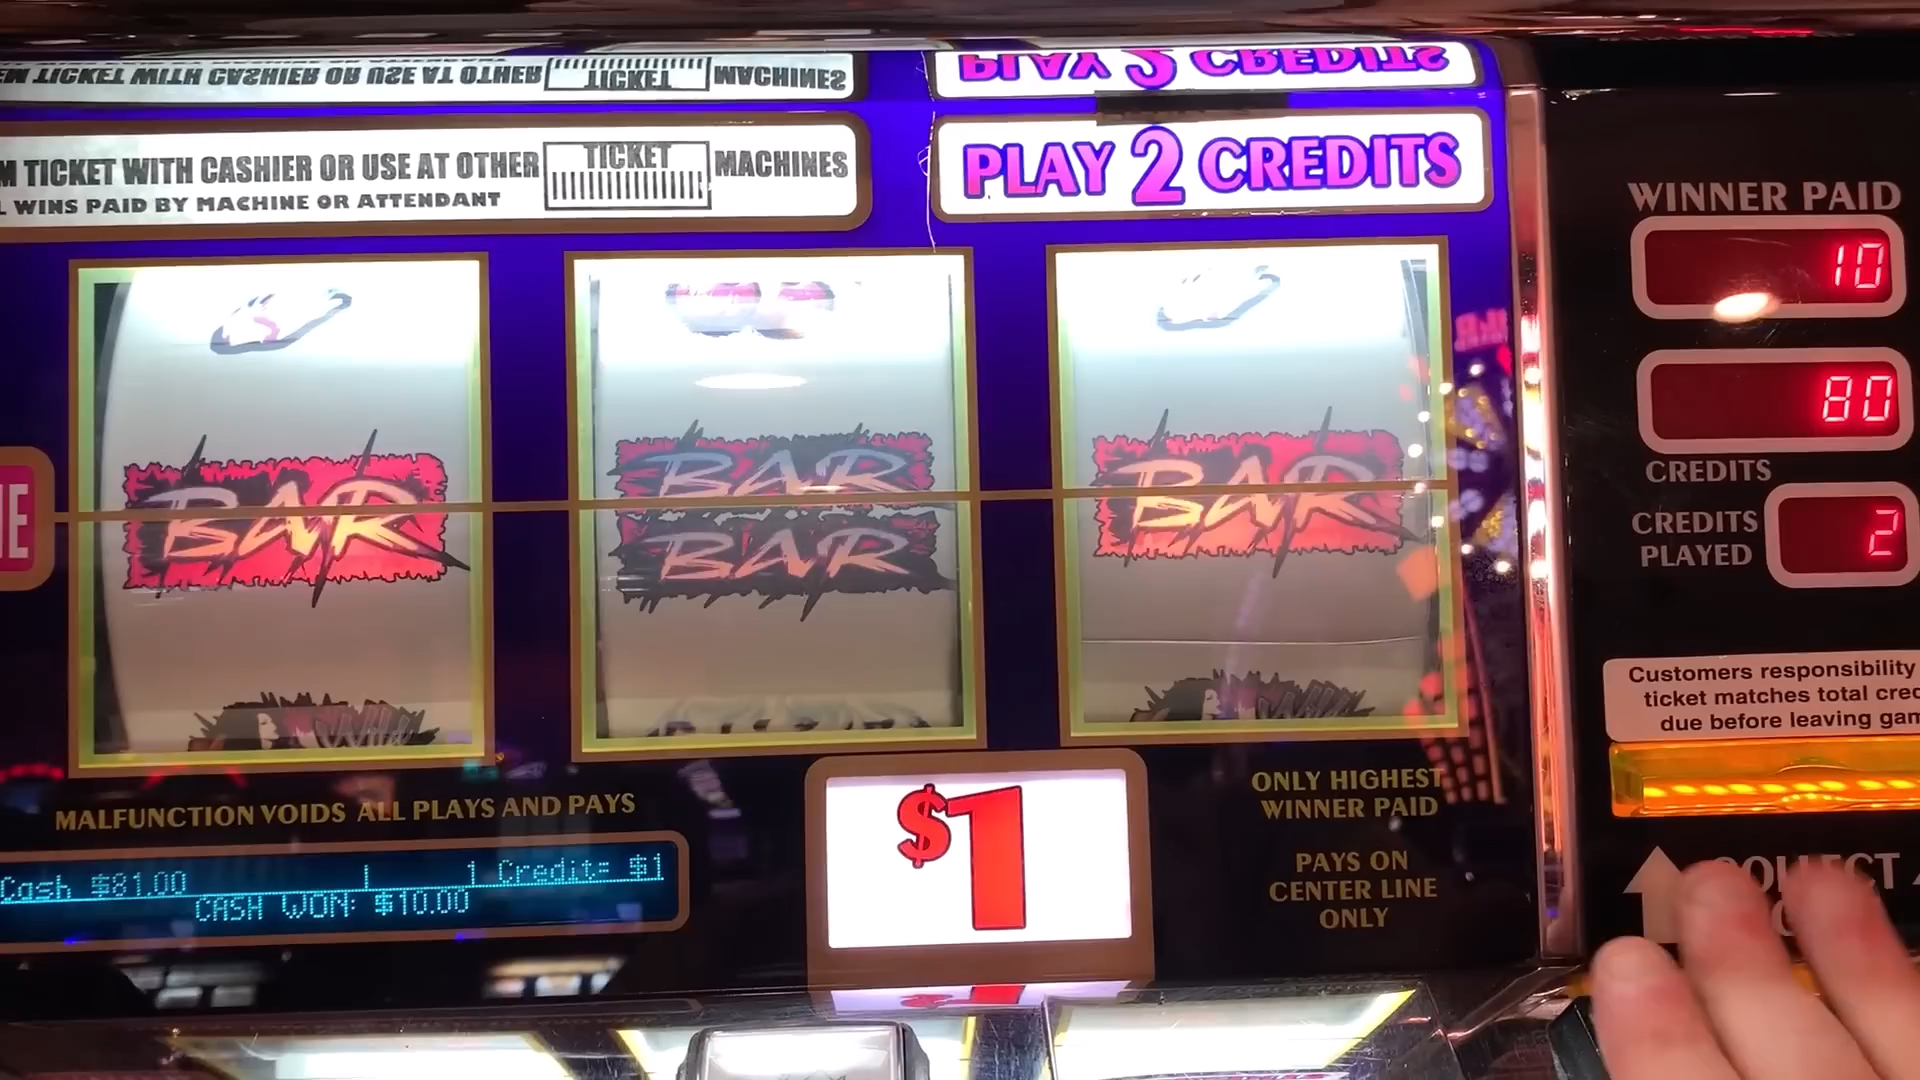 M TICKET WITH CASHIER OR USE AT OTHER TICKET MACHINES
L WINS PAID BY MACHINE OR ATTENDANT
PLAY 2 CREDITS
WINNER PAID
10
80
CREDITS
CREDITS
PLAYED
2
BAR
BAR
BAR
BAR
NE
Customers responsibility
ticket matches total cred
due before leaving gam
MALFUNCTION VOIDS ALL PLAYS AND PAYS
Cash $81.00 1 Credit= $1
CASH WON: $10.00
$1
ONLY HIGHEST
WINNER PAID
PAYS ON
CENTER LINE
ONLY